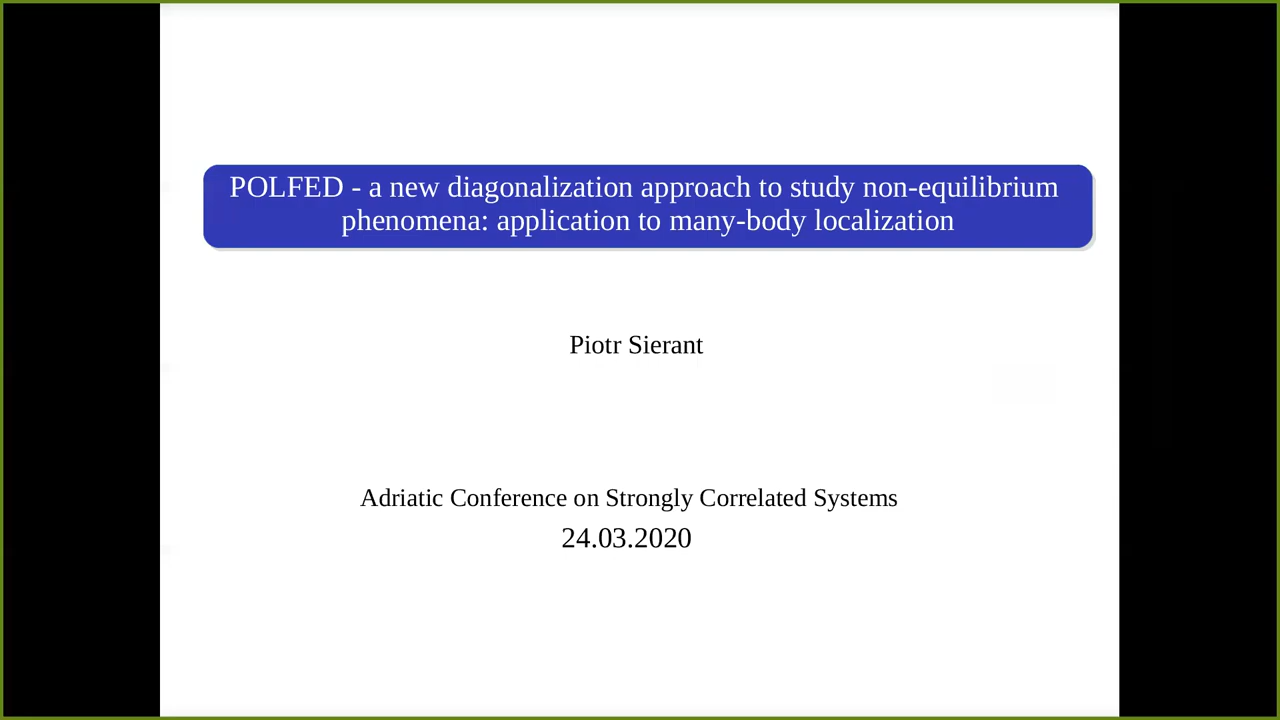 POLFED - a new diagonalization approach to study non-equilibrium
phenomena: application to many-body localization
Piotr Sierant
Adriatic Conference on Strongly Correlated Systems
24.03.2020